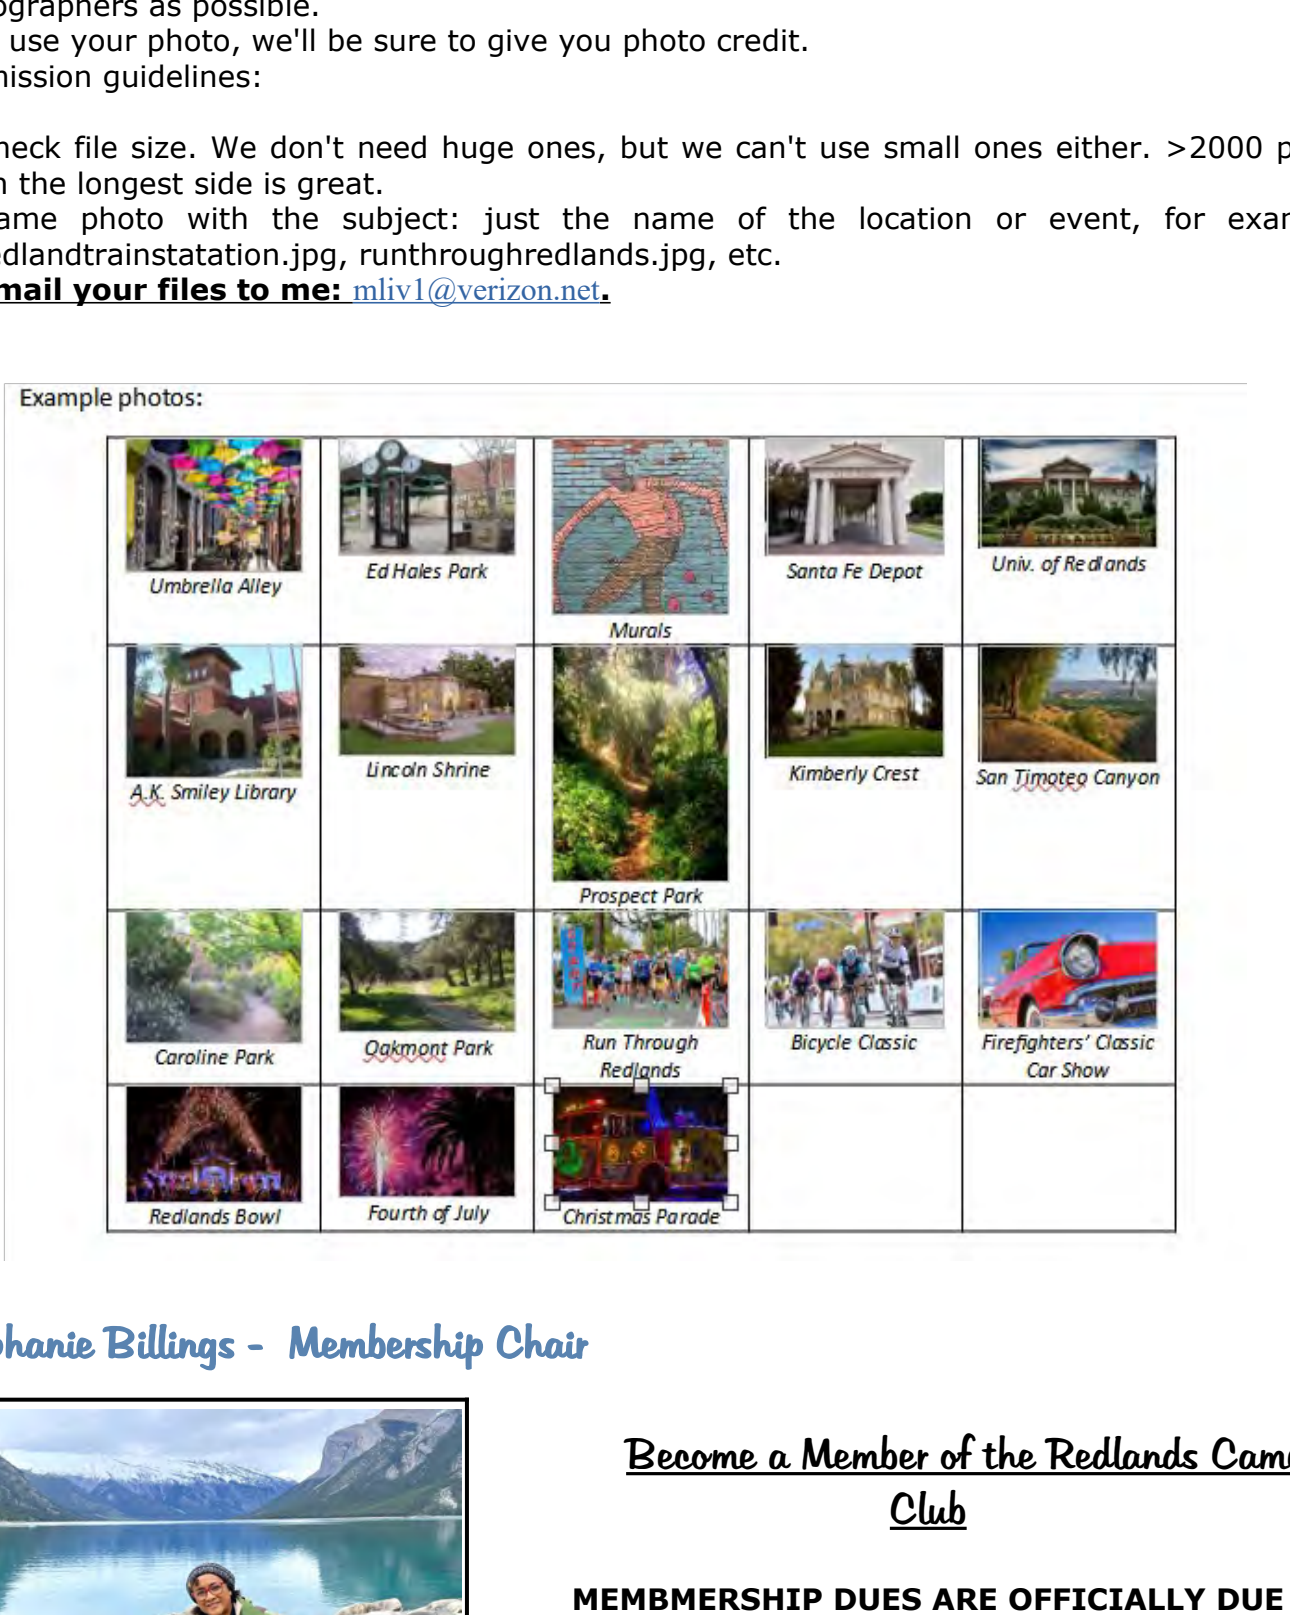 ographers as possible.
use your photo, we'll be sure to give you photo credit.
ission guidelines:
heck file size. We don't need huge ones, but we can't use small ones either. >2000 p
n the longest side is great.
ame photo with the subject: just the name of the location or event, for exam
edlandtrainstatation.jpg, runthroughredlands.jpg, etc.
mail your files to me: mliv1@verizon.net.
Example photos:
Umbrella Alley
Ed Hales Park
Murals
Santa Fe Depot
Univ. of Redlands
A.K. Smiley Library
Lincoln Shrine
Prospect Park
Kimberly Crest
San Timoteo Canyon
Caroline Park
Oakmont Park
Run Through
Redlands
Bicycle Classic
Firefighters' Classic
Car Show
Redlands Bowl
Fourth of July
Christmas Parade
phanie Billings - Membership Chair
Become a Member of the Redlands Cam
Club
MEMBMERSHIP DUES ARE OFFICIALLY DUE